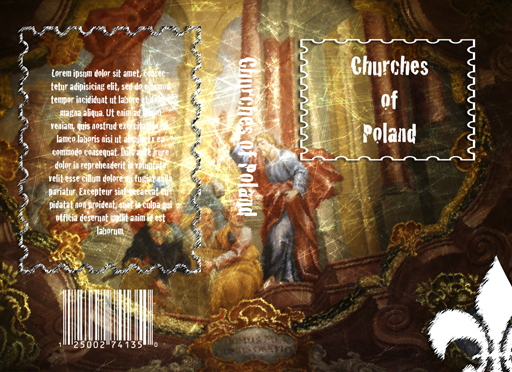 Lorem ipsum dolor sit amet, consec-
tetur adipisicing elit, sed do eiusmod
tempor incididunt ut labore et dolore
magna aliqua. Ut enim ad minim
veniam, quis nostrud exercitation ul-
lamco laboris nisi ut aliquip ex ea
commodo consequat. Duis aute irure
dolor in reprehenderit in voluptate
velit esse cillum dolore eu fugiat nulla
pariatur. Excepteur sint occaecat cu-
pidatat non proident, sunt in culpa qui
officia deserunt mollit anim id est
laborum.
1 25002 74135 0
Churches of Poland
Churches
of
Poland